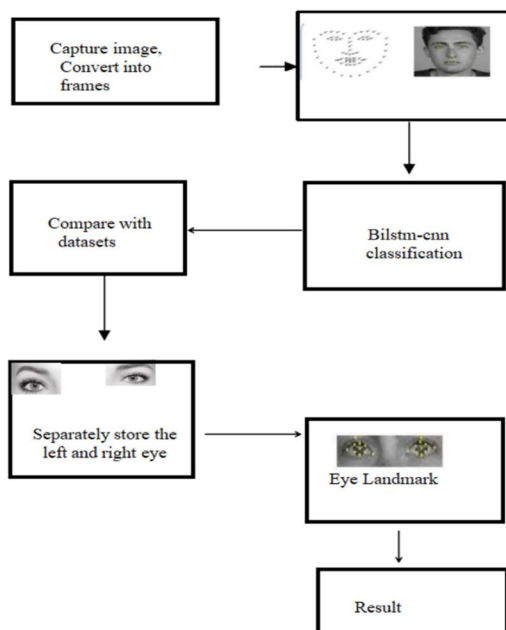 Capture image,
Convert into
frames
Bilstm-cnn
classification
Compare with
datasets
Separately store the
left and right eye
Eye Landmark
Result